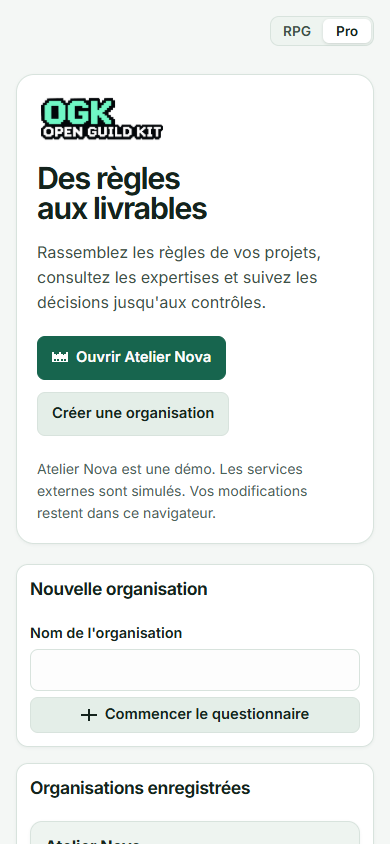 RPG
Pro
OGK
OPEN GUILD KIT
Des règles
aux livrables
Rassemblez les règles de vos projets,
consultez les expertises et suivez les
décisions jusqu'aux contrôles.
Ouvrir Atelier Nova
Créer une organisation
Atelier Nova est une démo. Les services
externes sont simulés. Vos modifications
restent dans ce navigateur.
Nouvelle organisation
Nom de l'organisation
Commencer le questionnaire
Organisations enregistrées